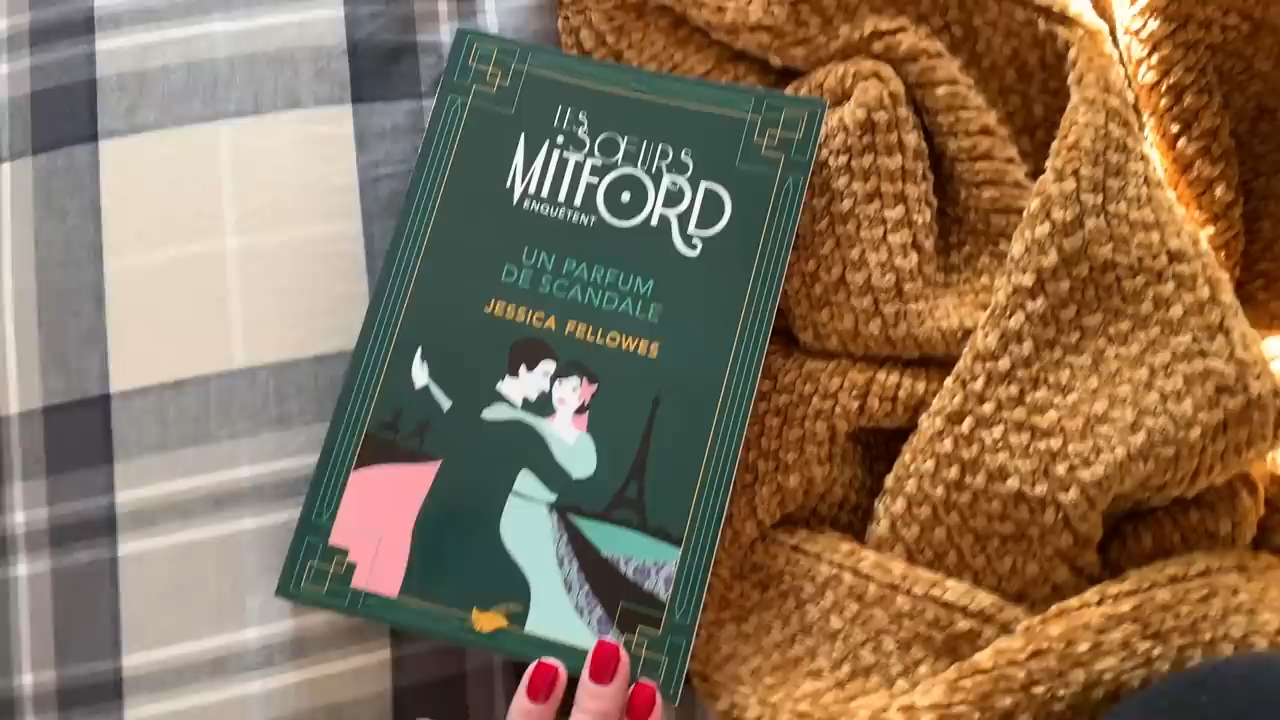 LES
SŒURS
MITFORD
ENQUÊTENT
UN PARFUM
DE SCANDALE
JESSICA FELLOWES